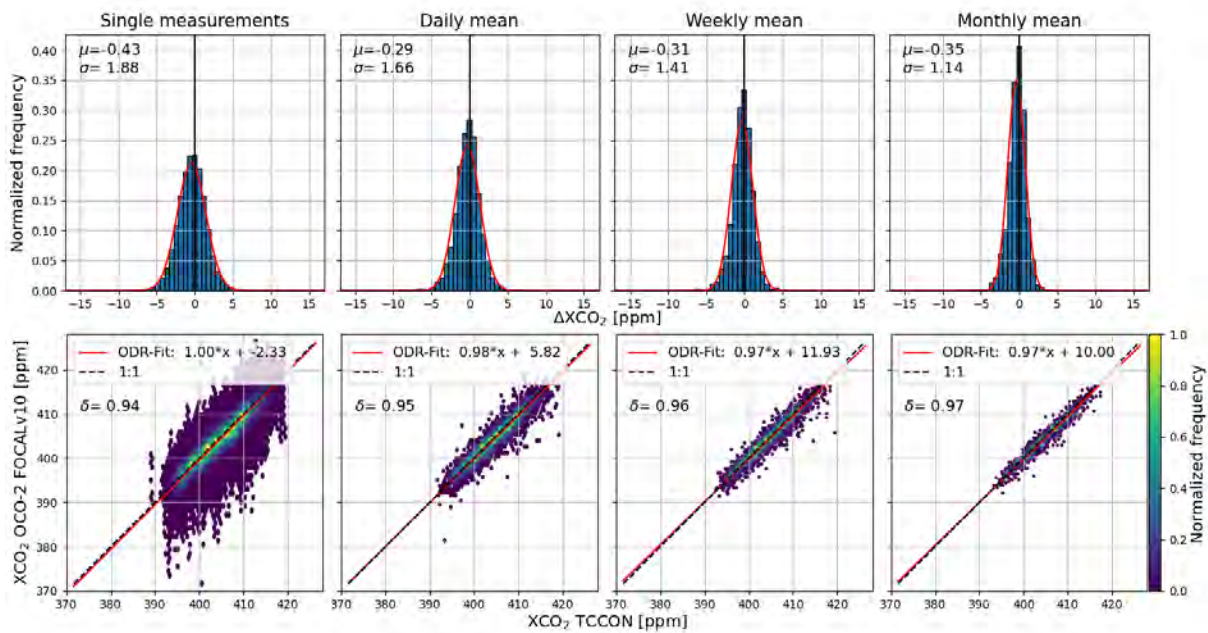 Single measurements
Daily mean
Weekly mean
Monthly mean
Normalized frequency
0.40
0.35
0.30
0.25
0.20
0.15
0.10
0.05
0.00
μ=-0.43
σ= 1.88
μ=-0.29
σ= 1.66
μ=-0.31
σ= 1.41
μ=-0.35
σ= 1.14
−15 −10 −5 0 5 10 15
−15 −10 −5 0 5 10 15
−15 −10 −5 0 5 10 15
−15 −10 −5 0 5 10 15
ΔXCO₂ [ppm]
XCO₂ OCO-2 FOCALv10 [ppm]
420
410
400
390
380
370
ODR-Fit: 1.00*x + -2.33
1:1
δ= 0.94
ODR-Fit: 0.98*x + 5.82
1:1
δ= 0.95
ODR-Fit: 0.97*x + 11.93
1:1
δ= 0.96
ODR-Fit: 0.97*x + 10.00
1:1
δ= 0.97
370 380 390 400 410 420
370 380 390 400 410 420
370 380 390 400 410 420
370 380 390 400 410 420
XCO₂ TCCON [ppm]
1.0
0.8
0.6
0.4
0.2
0.0
Normalized frequency